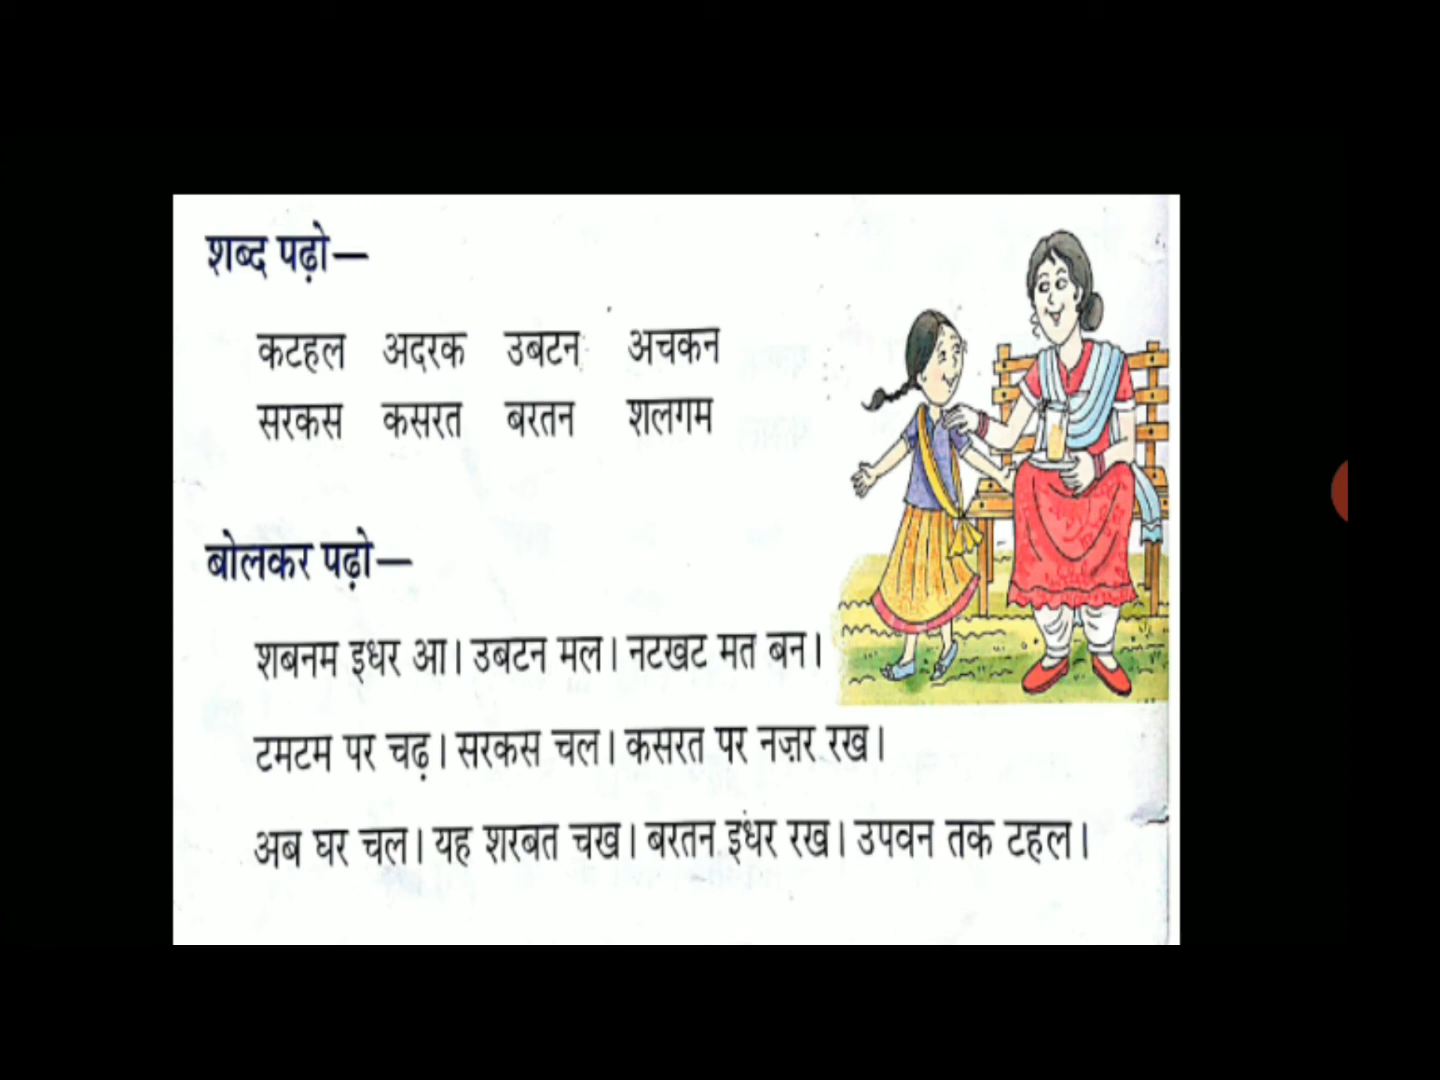 शब्द पढ़ो—
कटहल अदरक उबटन अचकन
सरकस कसरत बरतन शलगम
बोलकर पढ़ो—
शबनम इधर आ। उबटन मल। नटखट मत बन।
टमटम पर चढ़। सरकस चल। कसरत पर नज़र रख।
अब घर चल। यह शरबत चख। बरतन इधर रख। उपवन तक टहल।